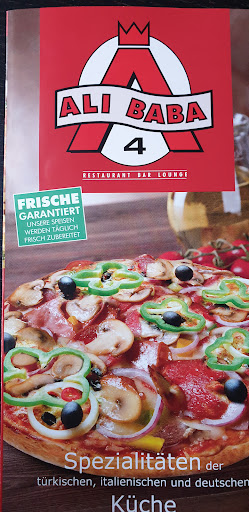 ALI BABA
4
RESTAURANT BAR LOUNGE
FRISCHE
GARANTIERT
UNSERE SPEISEN
WERDEN TÄGLICH
FRISCH ZUBEREITET
Spezialitäten der
türkischen, italienischen und deutschen
Küche